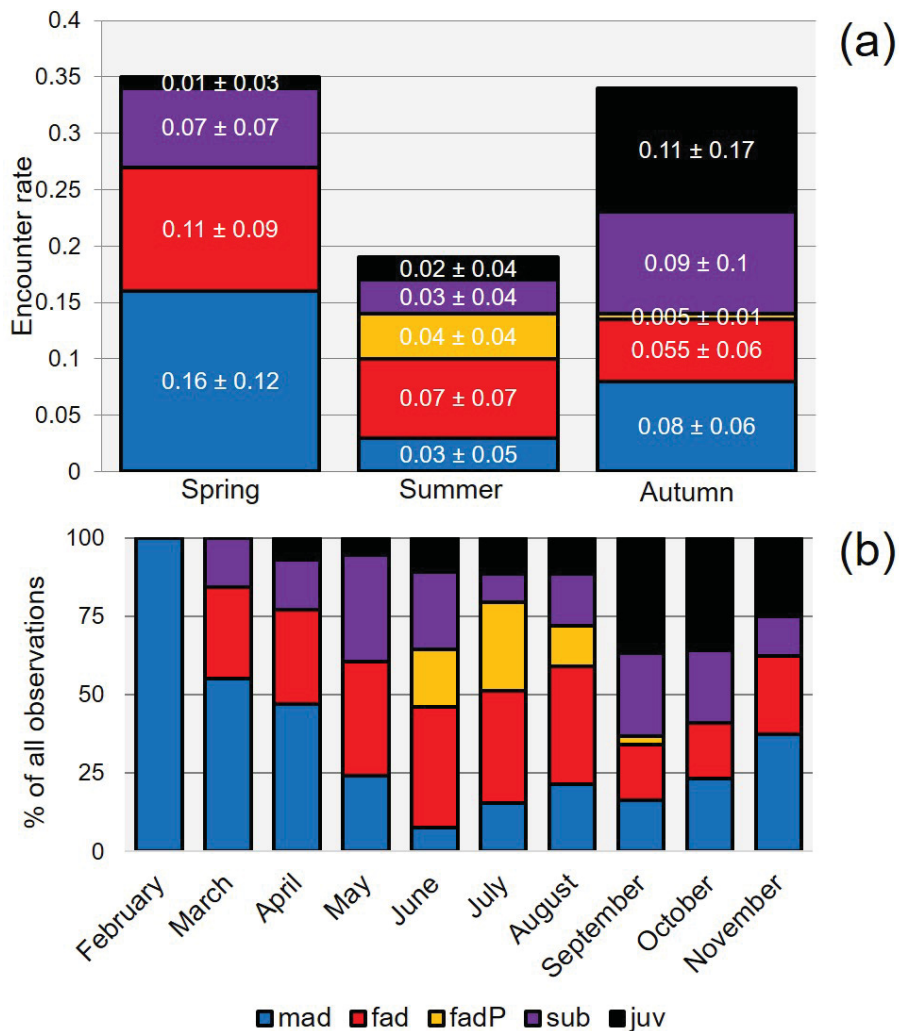 (a)
Encounter rate
0.4
0.35
0.3
0.25
0.2
0.15
0.1
0.05
0
0.01 ± 0.03
0.07 ± 0.07
0.11 ± 0.09
0.16 ± 0.12
0.02 ± 0.04
0.03 ± 0.04
0.04 ± 0.04
0.07 ± 0.07
0.03 ± 0.05
0.11 ± 0.17
0.09 ± 0.1
0.005 ± 0.01
0.055 ± 0.06
0.08 ± 0.06
Spring Summer Autumn
(b)
% of all observations
100
75
50
25
0
February March April May June July August September October November
mad fad fadP sub juv